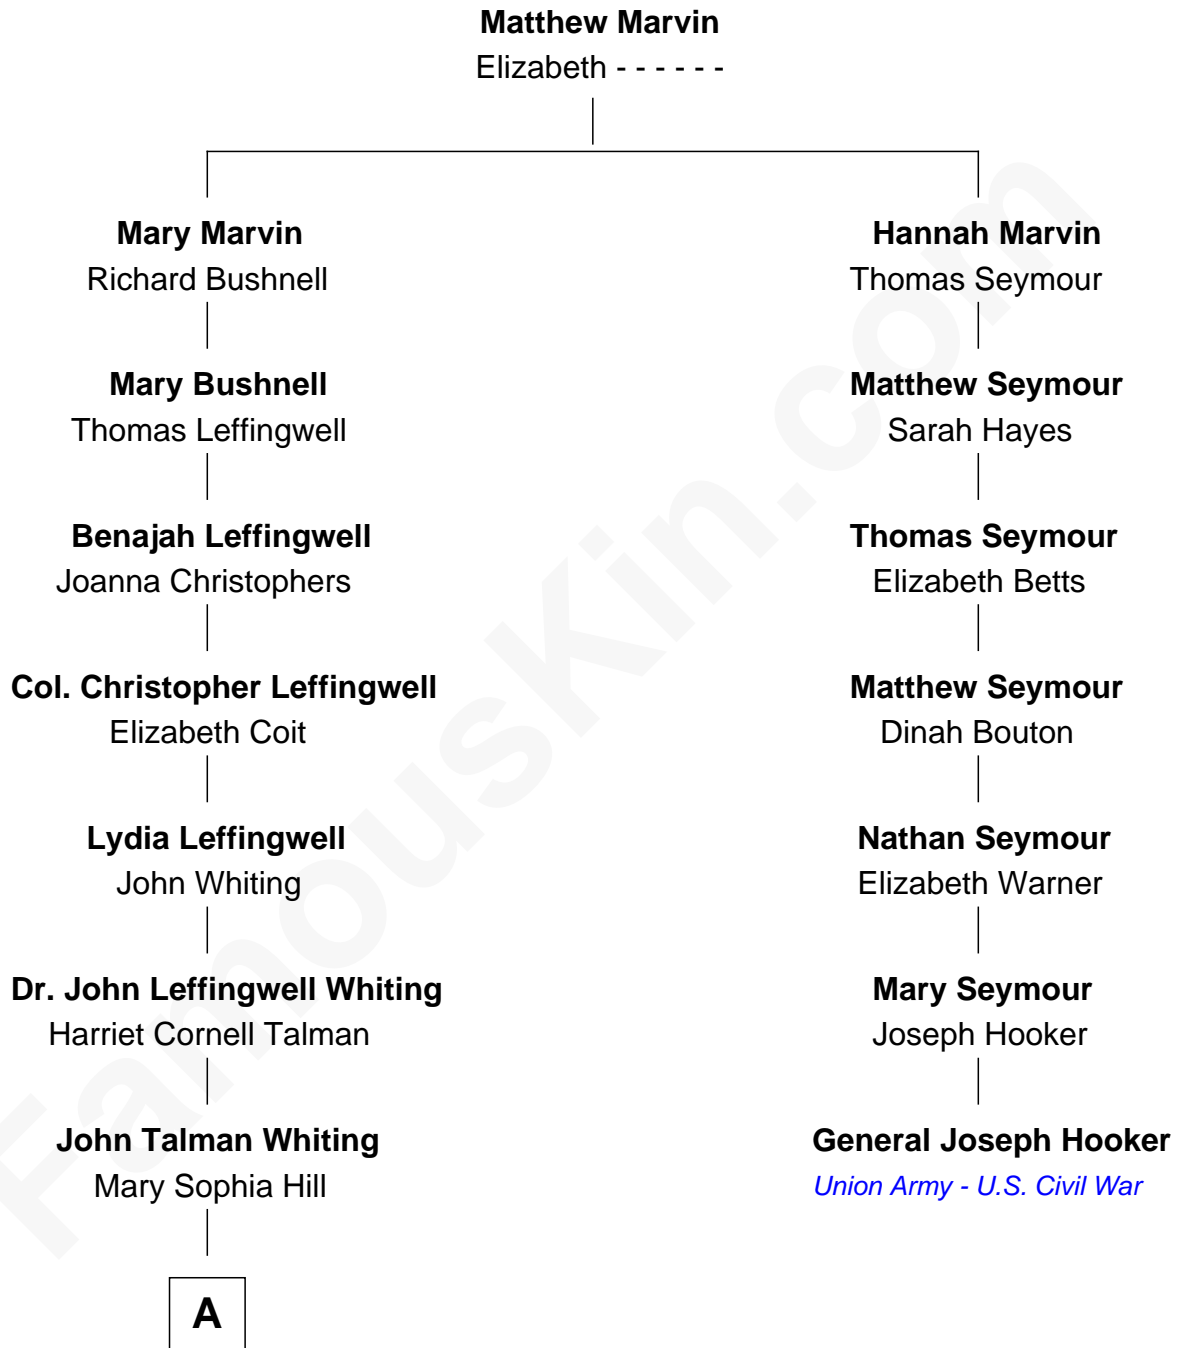 Matthew Marvin
Elizabeth - - - - - -
Mary Marvin
Richard Bushnell
Mary Bushnell
Thomas Leffingwell
Benajah Leffingwell
Joanna Christophers
Col. Christopher Leffingwell
Elizabeth Coit
Lydia Leffingwell
John Whiting
Dr. John Leffingwell Whiting
Harriet Cornell Talman
John Talman Whiting
Mary Sophia Hill
A
Hannah Marvin
Thomas Seymour
Matthew Seymour
Sarah Hayes
Thomas Seymour
Elizabeth Betts
Matthew Seymour
Dinah Bouton
Nathan Seymour
Elizabeth Warner
Mary Seymour
Joseph Hooker
General Joseph Hooker
Union Army - U.S. Civil War
FamousKin.com